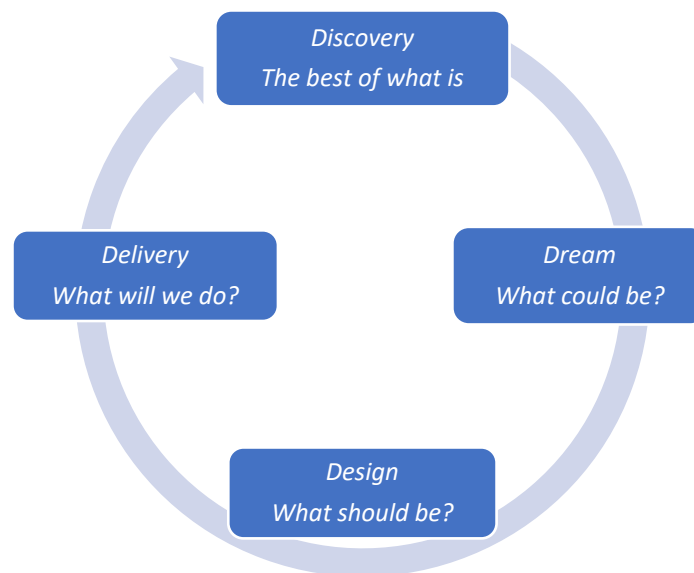 Discovery
The best of what is
Dream
What could be?
Design
What should be?
Delivery
What will we do?